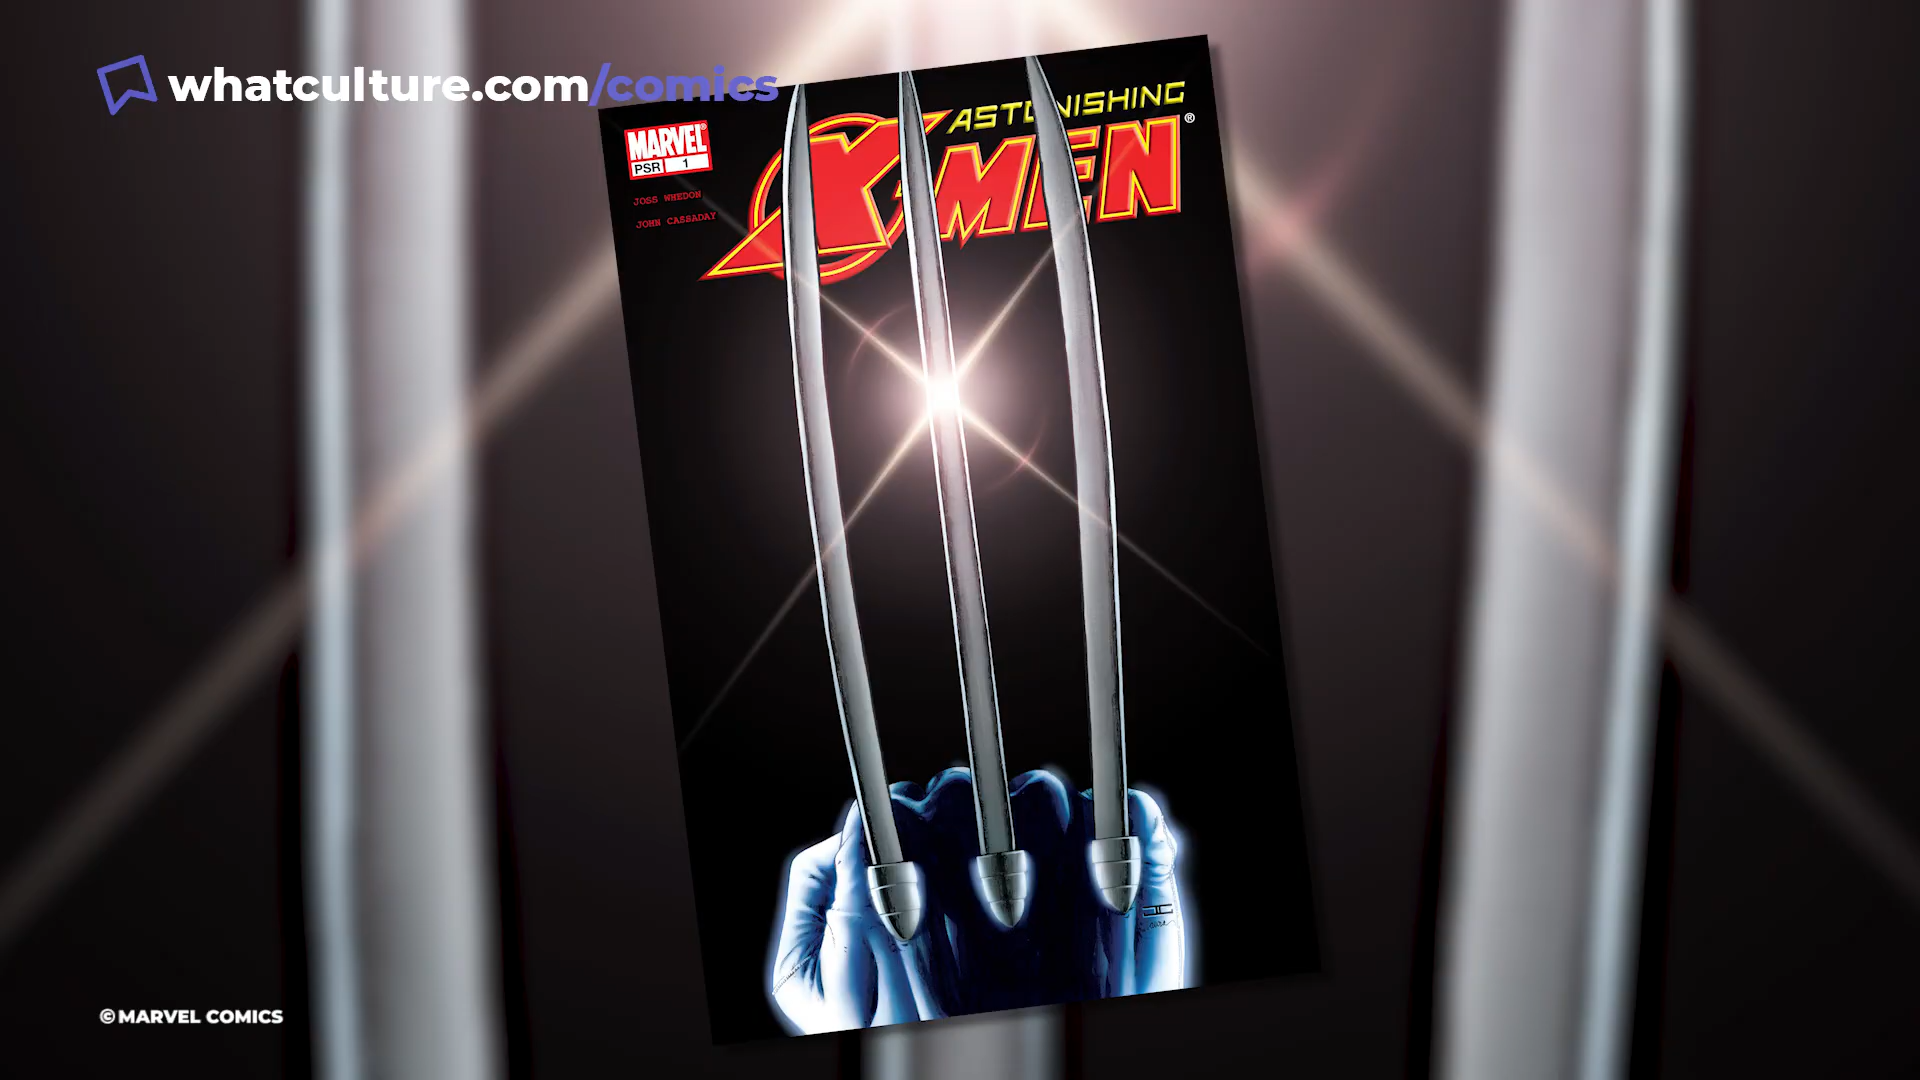 whatculture.com/comics
MARVEL®
PSR 1
JOSS WHEDON
JOHN CASSADAY
ASTONISHING
X-MEN®
© MARVEL COMICS